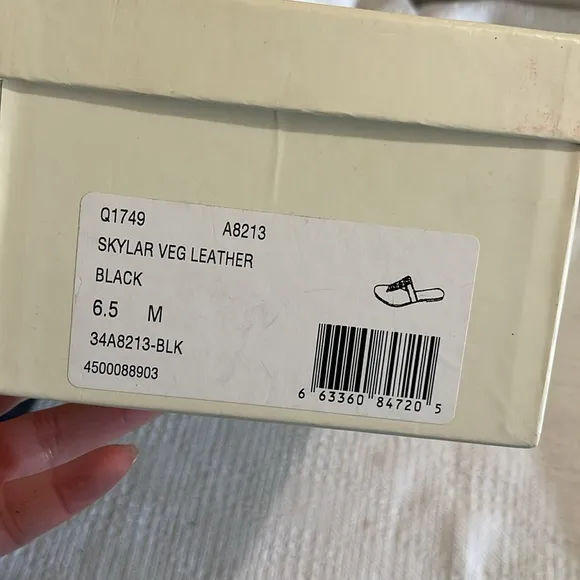 Q1749 A8213
SKYLAR VEG LEATHER
BLACK
6.5 M
34A8213-BLK
4500088903
6 63360 84720 5